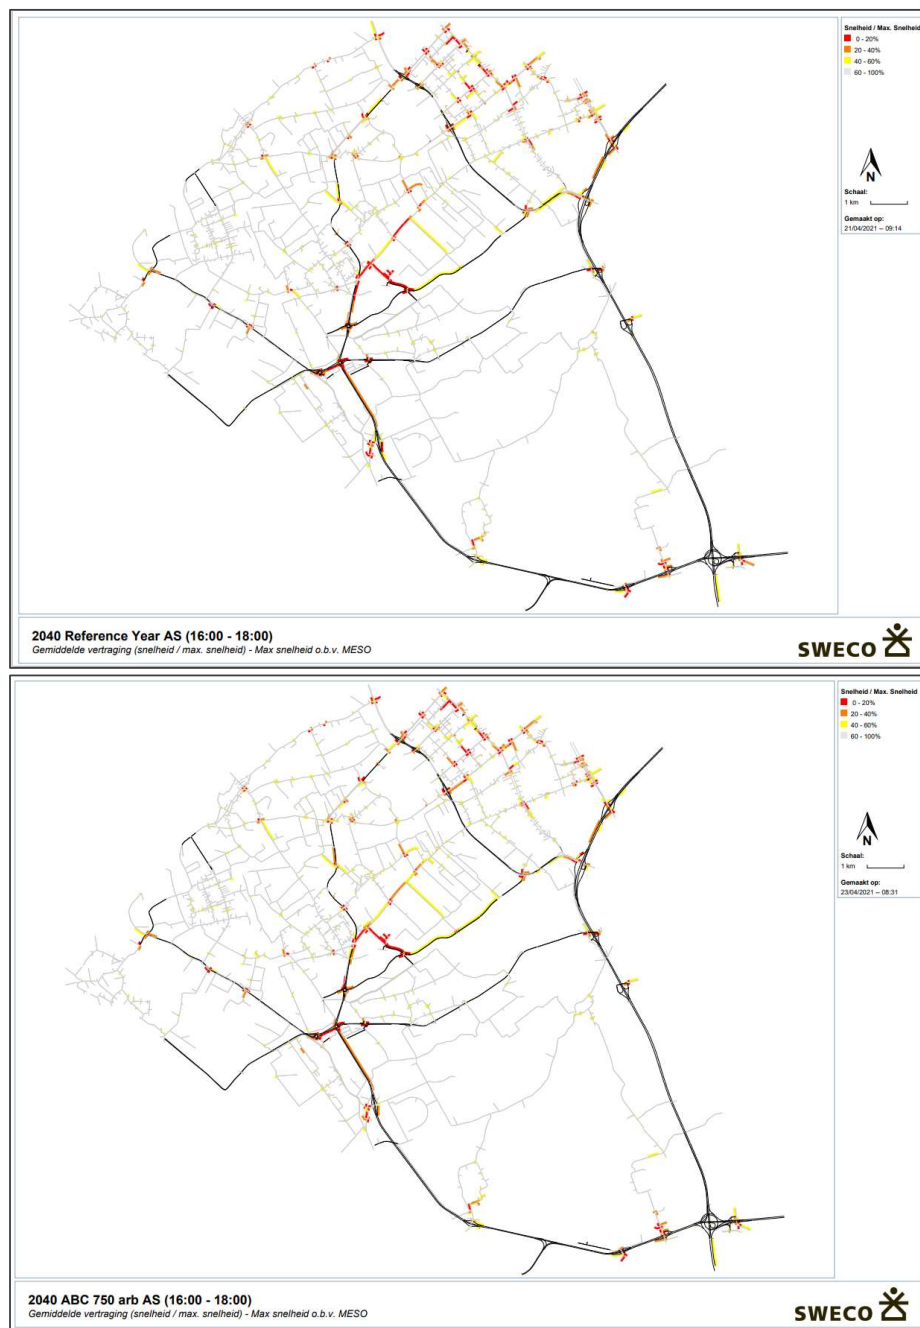 Snelheid / Max. Snelheid
0 - 20%
20 - 40%
40 - 60%
60 - 100%
N
Schaal:
1 km
Gemaakt op:
21/04/2021 – 09:14
2040 Reference Year AS (16:00 - 18:00)
Gemiddelde vertraging (snelheid / max. snelheid) - Max snelheid o.b.v. MESO
SWECO
Snelheid / Max. Snelheid
0 - 20%
20 - 40%
40 - 60%
60 - 100%
N
Schaal:
1 km
Gemaakt op:
23/04/2021 – 08:31
2040 ABC 750 arb AS (16:00 - 18:00)
Gemiddelde vertraging (snelheid / max. snelheid) - Max snelheid o.b.v. MESO
SWECO